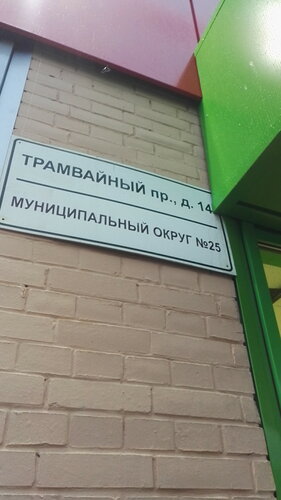 ТРАМВАЙНЫЙ пр., д. 14
МУНИЦИПАЛЬНЫЙ ОКРУГ №25